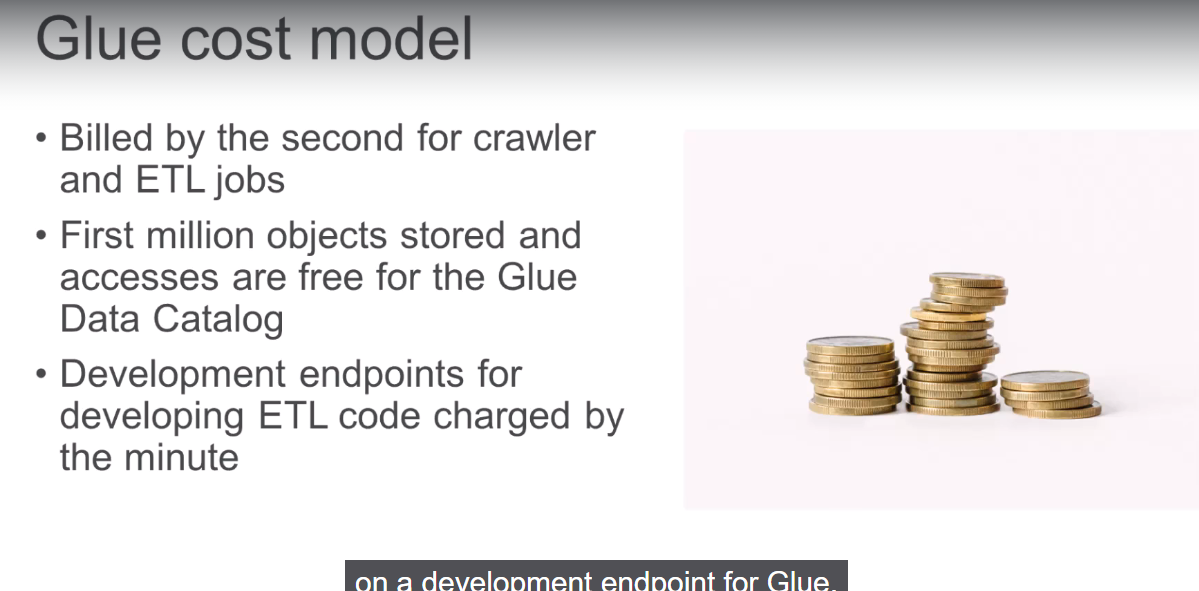 Glue cost model
• Billed by the second for crawler
and ETL jobs
• First million objects stored and
accesses are free for the Glue
Data Catalog
• Development endpoints for
developing ETL code charged by
the minute
on a development endpoint for Glue,